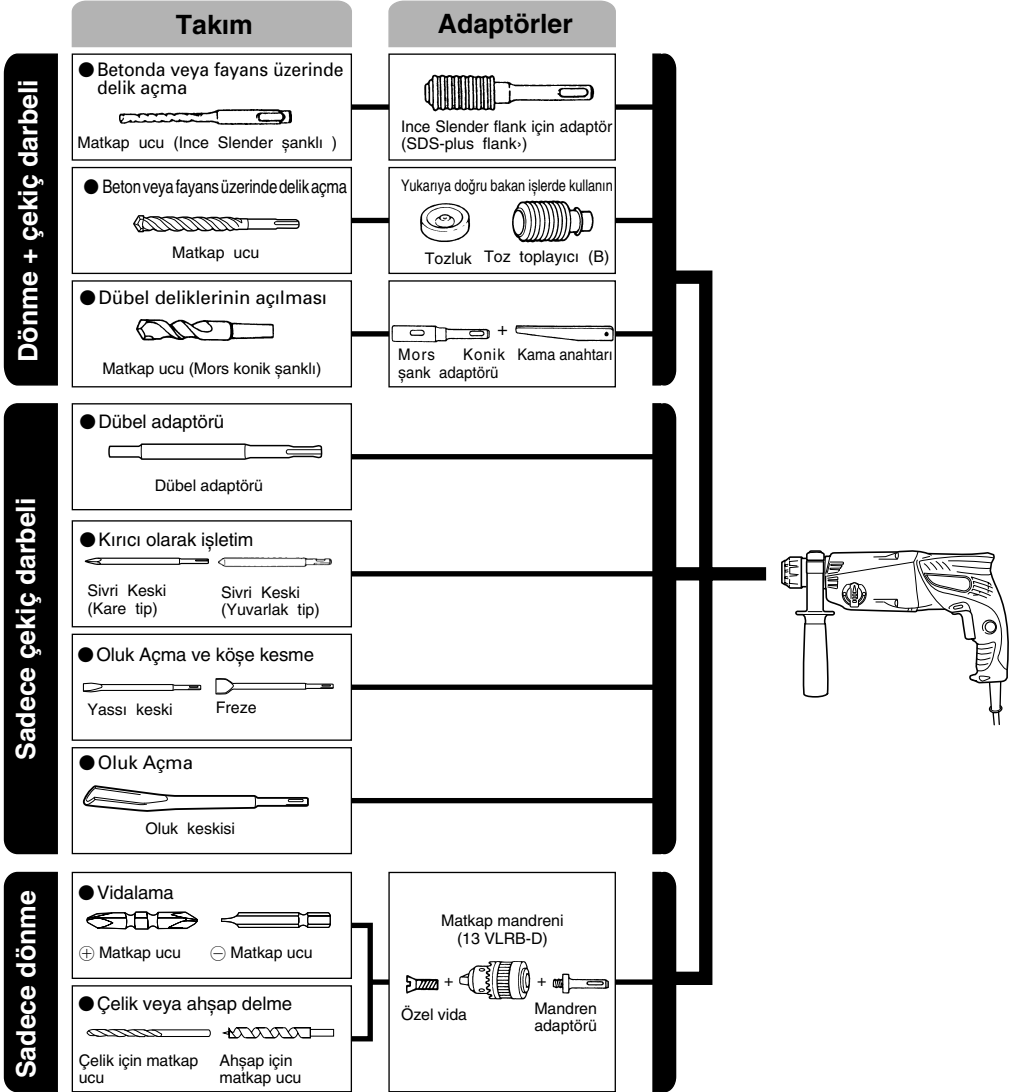 Takım
Adaptörler
Dönme + çekiç darbeli
● Betonda veya fayans üzerinde
delik açma
Matkap ucu (Ince Slender şanklı )
Ince Slender flank için adaptör
(SDS-plus flank›)
● Beton veya fayans üzerinde delik açma
Matkap ucu
Yukarıya doğru bakan işlerde kullanın
Tozluk Toz toplayıcı (B)
● Dübel deliklerinin açılması
Matkap ucu (Mors konik şanklı)
+
Mors Konik
şank adaptörü
Kama anahtarı
Sadece çekiç darbeli
● Dübel adaptörü
Dübel adaptörü
● Kırıcı olarak işletim
Sivri Keski
(Kare tip)
Sivri Keski
(Yuvarlak tip)
● Oluk Açma ve köşe kesme
Yassı keski
Freze
● Oluk Açma
Oluk keskisi
Sadece dönme
● Vidalama
⊕ Matkap ucu
⊖ Matkap ucu
● Çelik veya ahşap delme
Çelik için matkap
ucu
Ahşap için
matkap ucu
Matkap mandreni
(13 VLRB-D)
+ +
Özel vida
Mandren
adaptörü